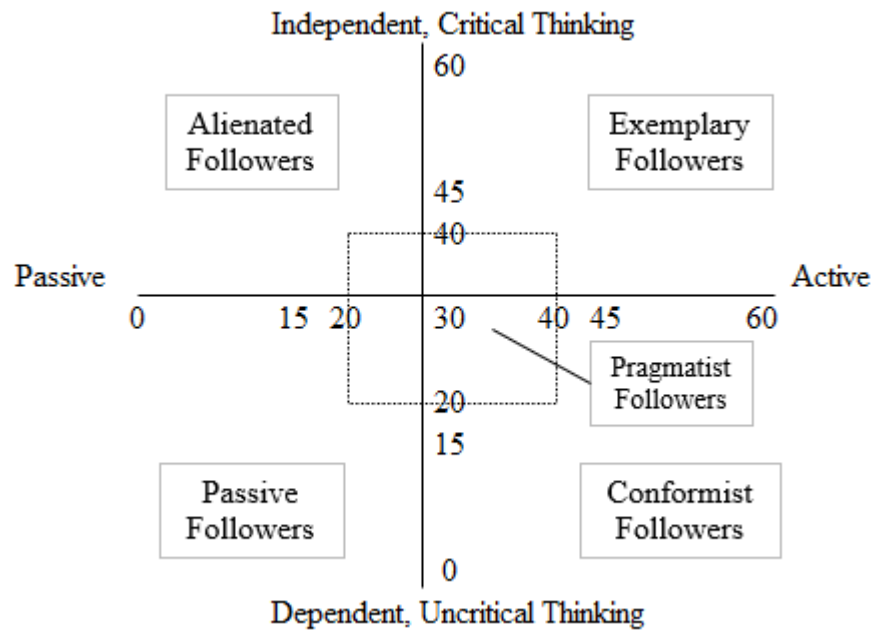 Independent, Critical Thinking
60
Alienated
Followers
Exemplary
Followers
45
40
Passive
Active
0 15 20 30 40 45 60
Pragmatist
Followers
20
15
Passive
Followers
Conformist
Followers
0
Dependent, Uncritical Thinking